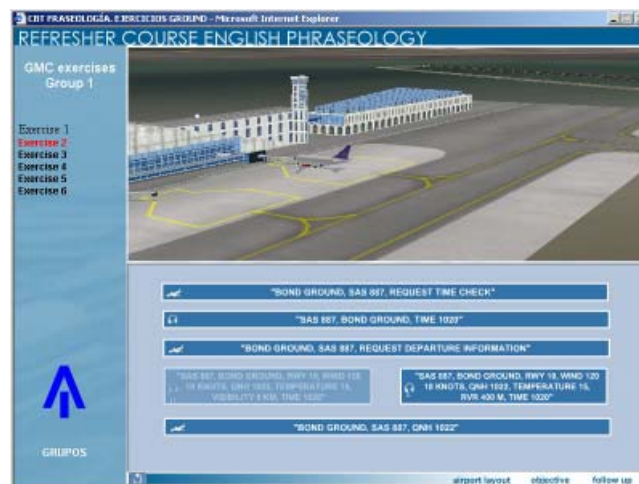 CBT FRASEOLOGÍA. EJERCICIOS GROUND - Microsoft Internet Explorer
REFRESHER COURSE ENGLISH PHRASEOLOGY
GMC exercises
Group 1
Exercise 1
Exercise 2
Exercise 3
Exercise 4
Exercise 5
Exercise 6
"BOND GROUND, SAS 887, REQUEST TIME CHECK"
"SAS 887, BOND GROUND, TIME 1020"
"BOND GROUND, SAS 887, REQUEST DEPARTURE INFORMATION"
"SAS 887, BOND GROUND, RWY 18, WIND 120
18 KNOTS, QNH 1022, TEMPERATURE 15,
VISIBILITY KM, TIME 1020"
"SAS 887, BOND GROUND, RWY 18, WIND 120
18 KNOTS, QNH 1022, TEMPERATURE 15,
RVR 400 M, TIME 1020"
"BOND GROUND, SAS 887, QNH 1022"
GRUPOS
airport layout objective follow up